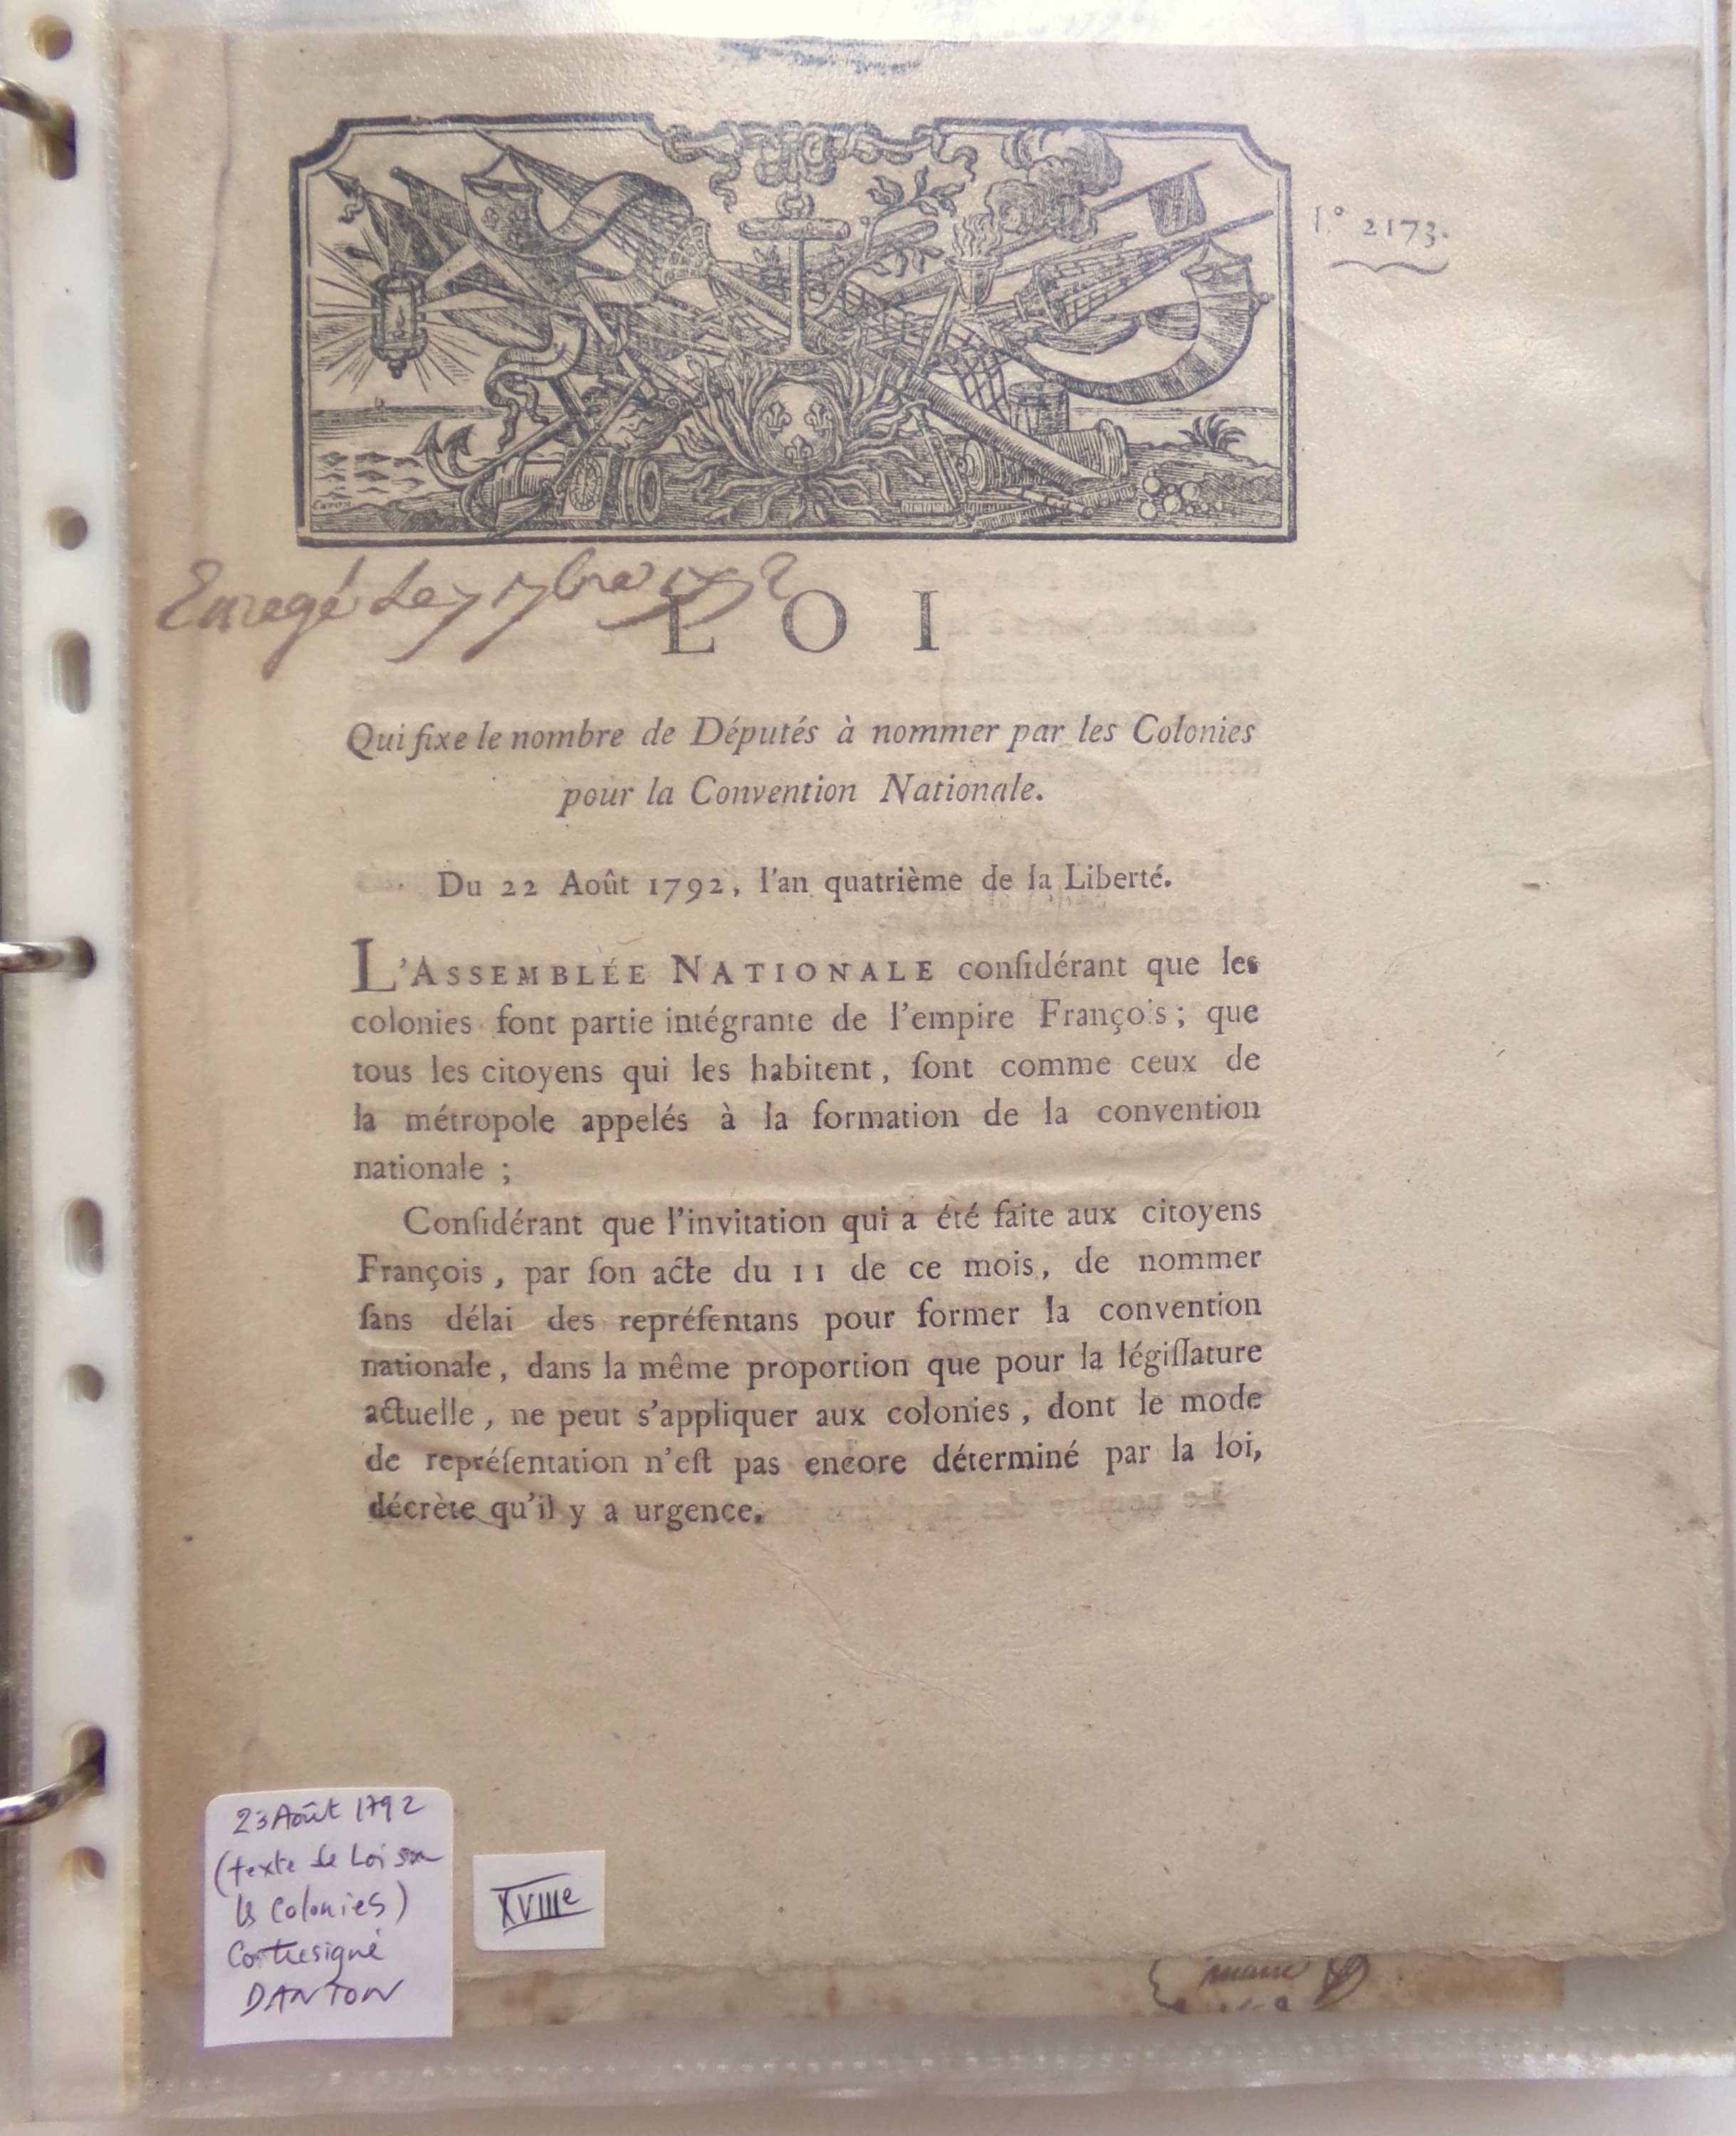 N.° 2173.
Enregé Le 7 7bre 1792
LOI
Qui fixe le nombre de Députés à nommer par les Colonies
pour la Convention Nationale.
Du 22 Août 1792, l'an quatrième de la Liberté.
L'ASSEMBLÉE NATIONALE conſidérant que les
colonies font partie intégrante de l'empire François ; que
tous les citoyens qui les habitent, ſont comme ceux de
la métropole appelés à la formation de la convention
nationale ;
Conſidérant que l'invitation qui a été faite aux citoyens
François, par ſon acte du 11 de ce mois, de nommer
ſans délai des repréſentans pour former la convention
nationale, dans la même proportion que pour la légiſlature
actuelle, ne peut s'appliquer aux colonies, dont le mode
de repréſentation n'eſt pas encore déterminé par la loi,
décrète qu'il y a urgence.
23 Août 1792
(texte de Loi sur
les Colonies)
Contresigné
DANTON
XVIIIe